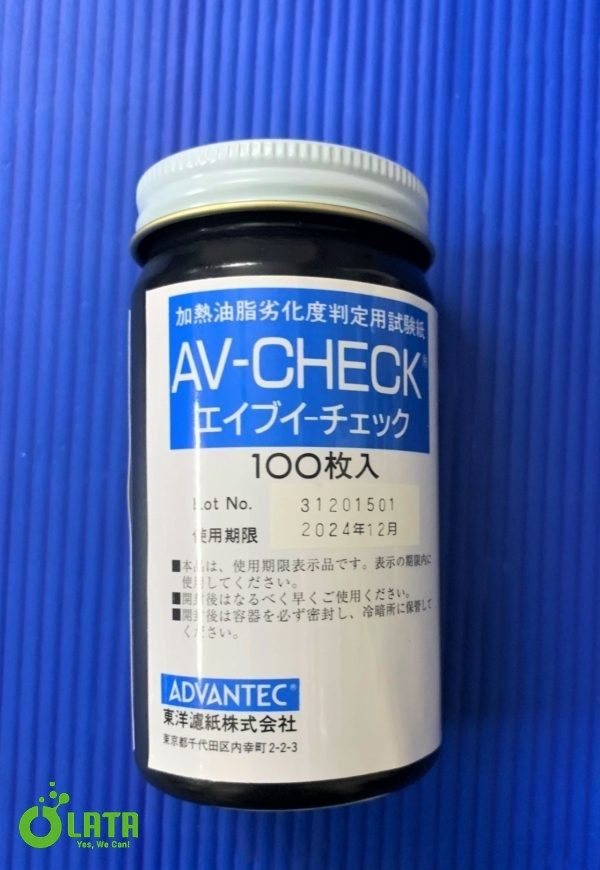 加熱油脂劣化度判定用試験紙
AV-CHECK®
エイブイーチェック
100枚入
Lot No. 31201501
使用期限 2024年12月
■本品は、使用期限表示品です。表示の期限内に
使用してください。
■開封後はなるべく早くご使用ください。
■開封後は容器を必ず密封し、冷暗所に保管して
ください。
ADVANTEC®
東洋濾紙株式会社
東京都千代田区内幸町2-2-3
LATA
Yes, We Can!